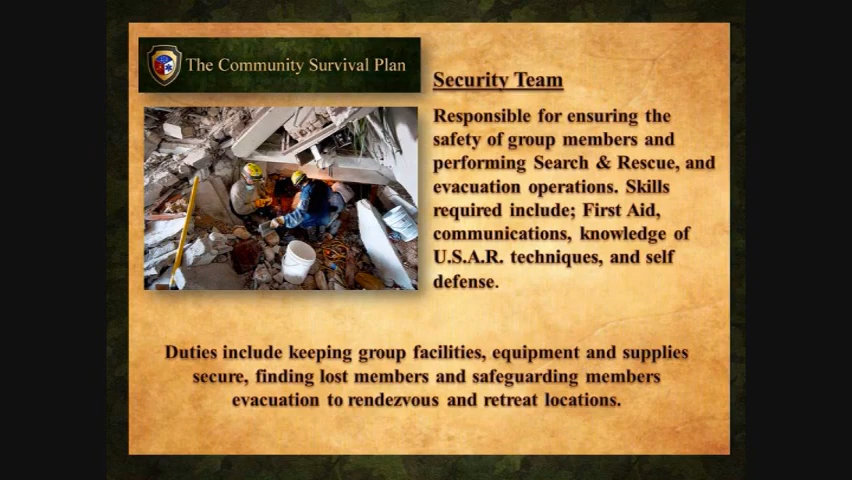 The Community Survival Plan
Security Team
Responsible for ensuring the
safety of group members and
performing Search & Rescue, and
evacuation operations. Skills
required include; First Aid,
communications, knowledge of
U.S.A.R. techniques, and self
defense.
Duties include keeping group facilities, equipment and supplies
secure, finding lost members and safeguarding members
evacuation to rendezvous and retreat locations.